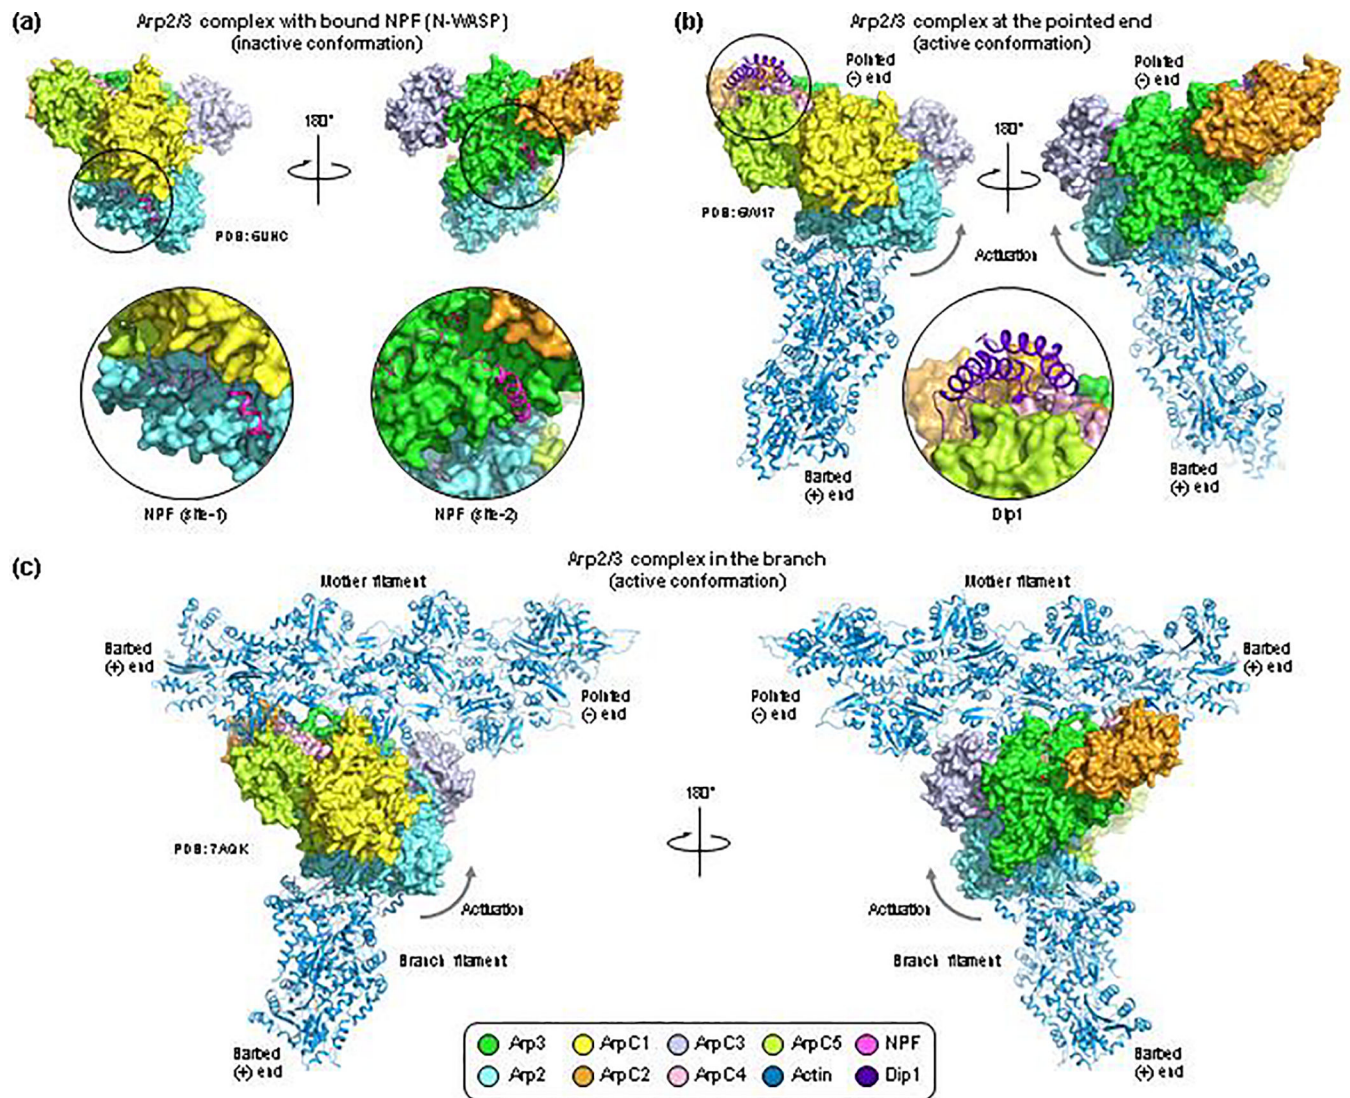 (a)
Arp2/3 complex with bound NPF (N-WASP)
(inactive conformation)
180°
PDB: 6UHC
NPF (site-1)
NPF (site-2)
(b)
Arp2/3 complex at the pointed end
(active conformation)
Pointed
(-) end
Pointed
(-) end
180°
PDB: 6W17
Actuation
Barbed
(+) end
Dip1
Barbed
(+) end
(c)
Arp2/3 complex in the branch
(active conformation)
Mother filament
Mother filament
Barbed
(+) end
Pointed
(-) end
Pointed
(-) end
Barbed
(+) end
180°
PDB: 7AQK
Actuation
Actuation
Branch filament
Branch filament
Barbed
(+) end
Barbed
(+) end
Arp3
ArpC1
ArpC3
ArpC5
NPF
Arp2
ArpC2
ArpC4
Actin
Dip1